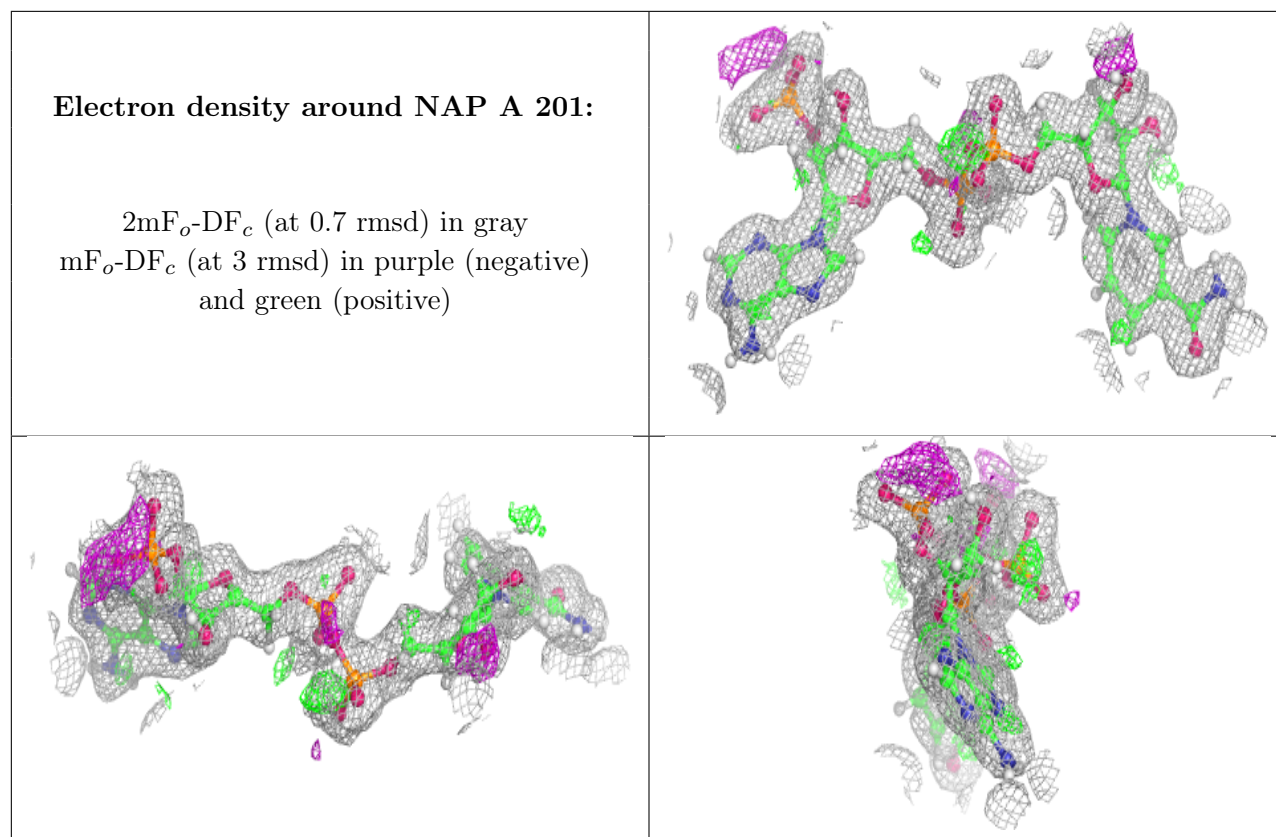 Electron density around NAP A 201:
2mFₒ-DF𝒸 (at 0.7 rmsd) in gray
mFₒ-DF𝒸 (at 3 rmsd) in purple (negative)
and green (positive)